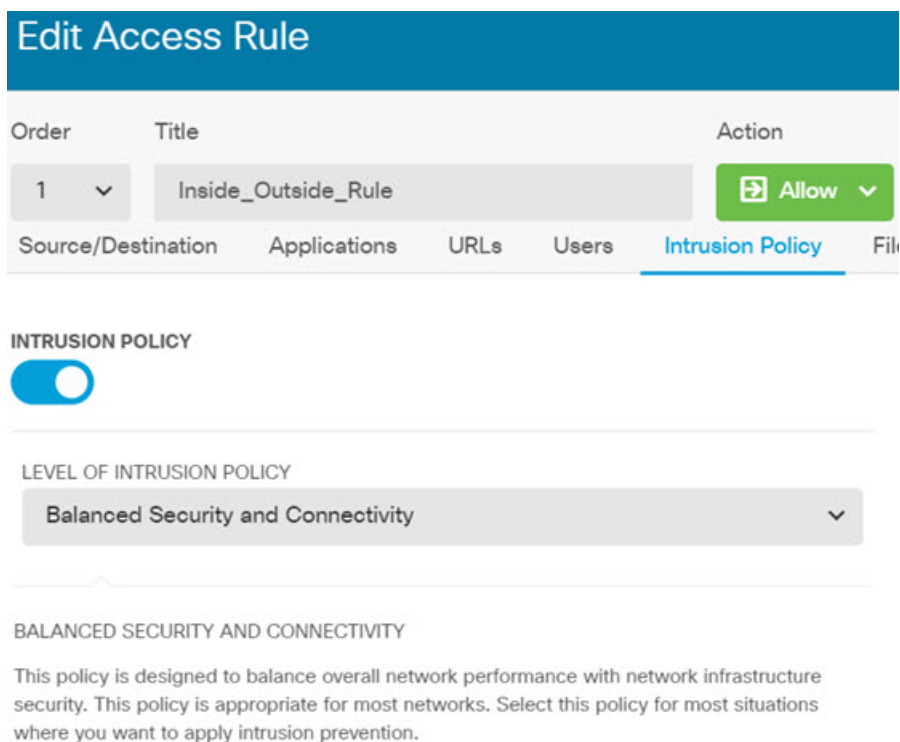 Edit Access Rule
Order Title Action
1 Inside_Outside_Rule Allow
Source/Destination Applications URLs Users Intrusion Policy
INTRUSION POLICY
LEVEL OF INTRUSION POLICY
Balanced Security and Connectivity
BALANCED SECURITY AND CONNECTIVITY
This policy is designed to balance overall network performance with network infrastructure
security. This policy is appropriate for most networks. Select this policy for most situations
where you want to apply intrusion prevention.